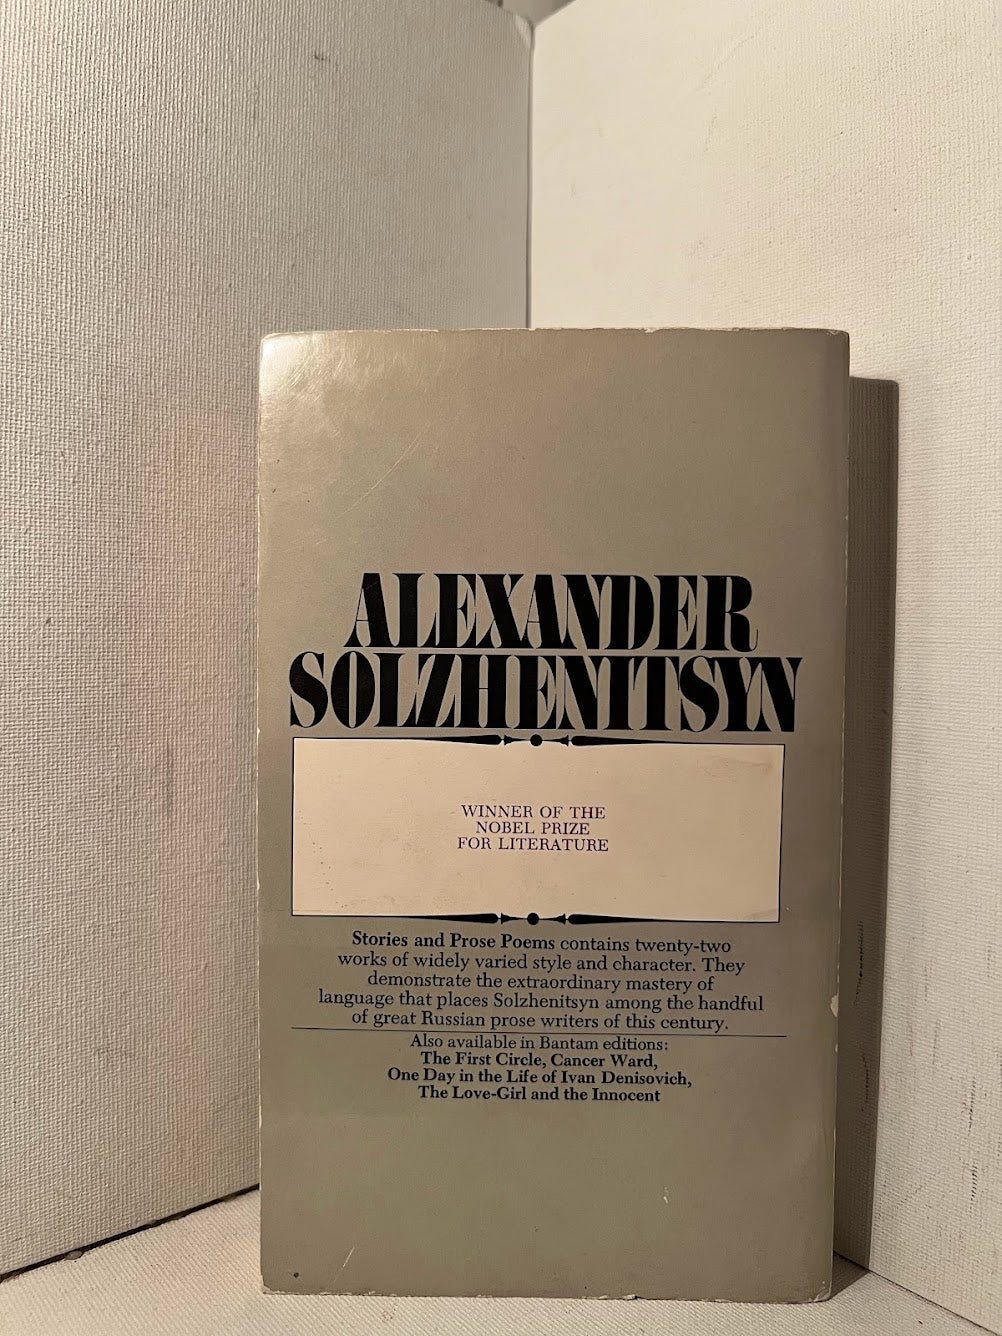 ALEXANDER
SOLZHENITSYN
WINNER OF THE
NOBEL PRIZE
FOR LITERATURE
Stories and Prose Poems contains twenty-two
works of widely varied style and character. They
demonstrate the extraordinary mastery of
language that places Solzhenitsyn among the handful
of great Russian prose writers of this century.
Also available in Bantam editions:
The First Circle, Cancer Ward,
One Day in the Life of Ivan Denisovich,
The Love-Girl and the Innocent